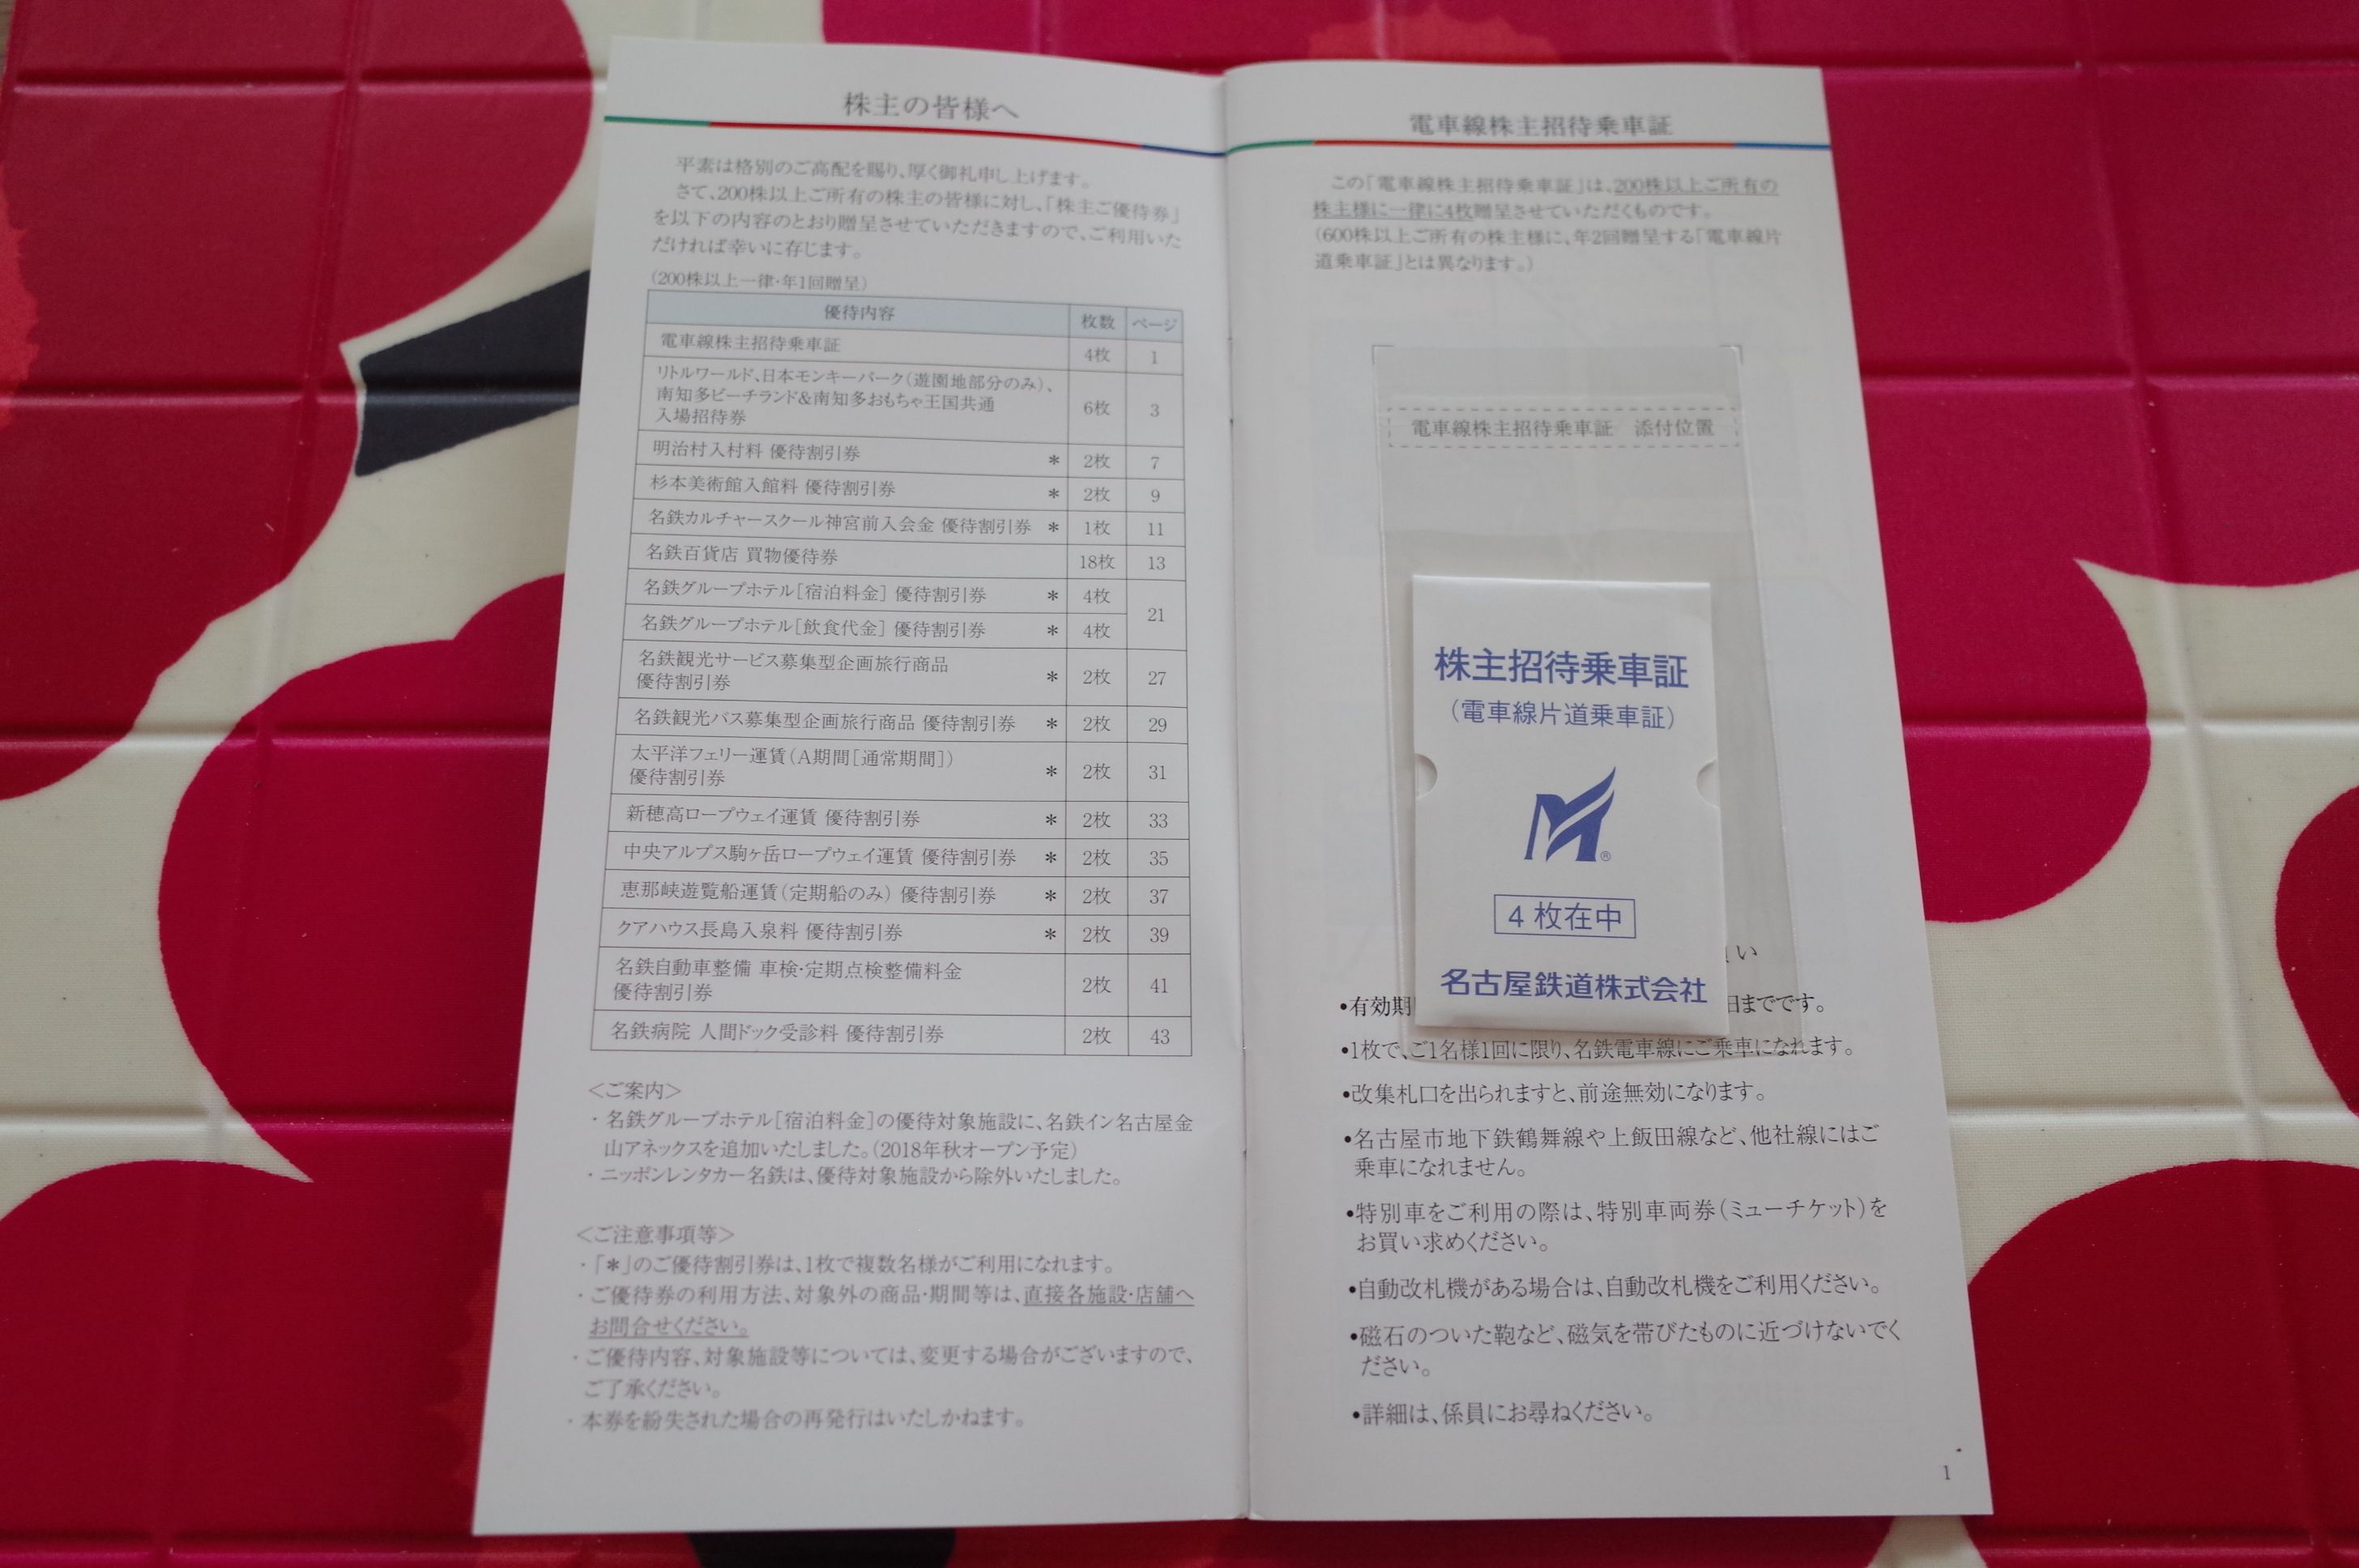 株主の皆様へ
平素は格別のご高配を賜り、厚く御礼申し上げます。
さて、200株以上ご所有の株主の皆様に対し、「株主ご優待券」
を以下の内容のとおり贈呈させていただきますので、ご利用いた
だければ幸いに存じます。
(200株以上一律・年1回贈呈)
優待内容 枚数 ページ
電車線株主招待乗車証 4枚 1
リトルワールド、日本モンキーパーク(遊園地部分のみ)、
南知多ビーチランド&南知多おもちゃ王国共通
入場招待券 6枚 3
明治村入村料 優待割引券 * 2枚 7
杉本美術館入館料 優待割引券 * 2枚 9
名鉄カルチャースクール神宮前入会金 優待割引券 * 1枚 11
名鉄百貨店 買物優待券 18枚 13
名鉄グループホテル[宿泊料金] 優待割引券 * 4枚 21
名鉄グループホテル[飲食代金] 優待割引券 * 4枚
名鉄観光サービス募集型企画旅行商品
優待割引券 * 2枚 27
名鉄観光バス募集型企画旅行商品 優待割引券 * 2枚 29
太平洋フェリー運賃(A期間[通常期間])
優待割引券 * 2枚 31
新穂高ロープウェイ運賃 優待割引券 * 2枚 33
中央アルプス駒ヶ岳ロープウェイ運賃 優待割引券 * 2枚 35
恵那峡遊覧船運賃(定期船のみ) 優待割引券 * 2枚 37
クアハウス長島入泉料 優待割引券 * 2枚 39
名鉄自動車整備 車検・定期点検整備料金
優待割引券 2枚 41
名鉄病院 人間ドック受診料 優待割引券 2枚 43
<ご案内>
・名鉄グループホテル[宿泊料金]の優待対象施設に、名鉄イン名古屋金
山アネックスを追加いたしました。(2018年秋オープン予定)
・ニッポンレンタカー名鉄は、優待対象施設から除外いたしました。
<ご注意事項等>
・「*」のご優待割引券は、1枚で複数名様がご利用になれます。
・ご優待券の利用方法、対象外の商品・期間等は、直接各施設・店舗へ
お問合せください。
・ご優待内容、対象施設等については、変更する場合がございますので、
ご了承ください。
・本券を紛失された場合の再発行はいたしかねます。
電車線株主招待乗車証
この「電車線株主招待乗車証」は、200株以上ご所有の
株主様に一律に4枚贈呈させていただくものです。
(600株以上ご所有の株主様に、年2回贈呈する「電車線片
道乗車証」とは異なります。)
電車線株主招待乗車証 添付位置
株主招待乗車証
(電車線片道乗車証)
4枚在中
名古屋鉄道株式会社
い
•有効期 日までです。
•1枚で、ご1名様1回に限り、名鉄電車線にご乗車になれます。
•改集札口を出られますと、前途無効になります。
•名古屋市地下鉄鶴舞線や上飯田線など、他社線にはご
乗車になれません。
•特別車をご利用の際は、特別車両券(ミューチケット)を
お買い求めください。
•自動改札機がある場合は、自動改札機をご利用ください。
•磁石のついた鞄など、磁気を帯びたものに近づけないでく
ださい。
•詳細は、係員にお尋ねください。
1